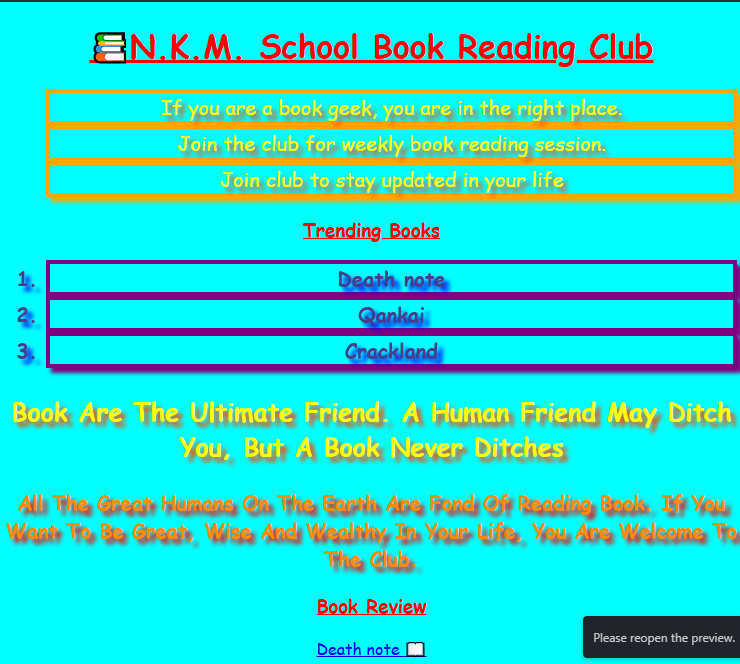 📚N.K.M. School Book Reading Club
If you are a book geek, you are in the right place.
Join the club for weekly book reading session.
Join club to stay updated in your life
Trending Books
1. Death note
2. Qankai
3. Crackland
Book Are The Ultimate Friend. A Human Friend May Ditch
You, But A Book Never Ditches
All The Great Humans On The Earth Are Fond Of Reading Book. If You
Want To Be Great, Wise And Wealthy In Your Life, You Are Welcome To
The Club.
Book Review
Death note 📖
Please reopen the preview.